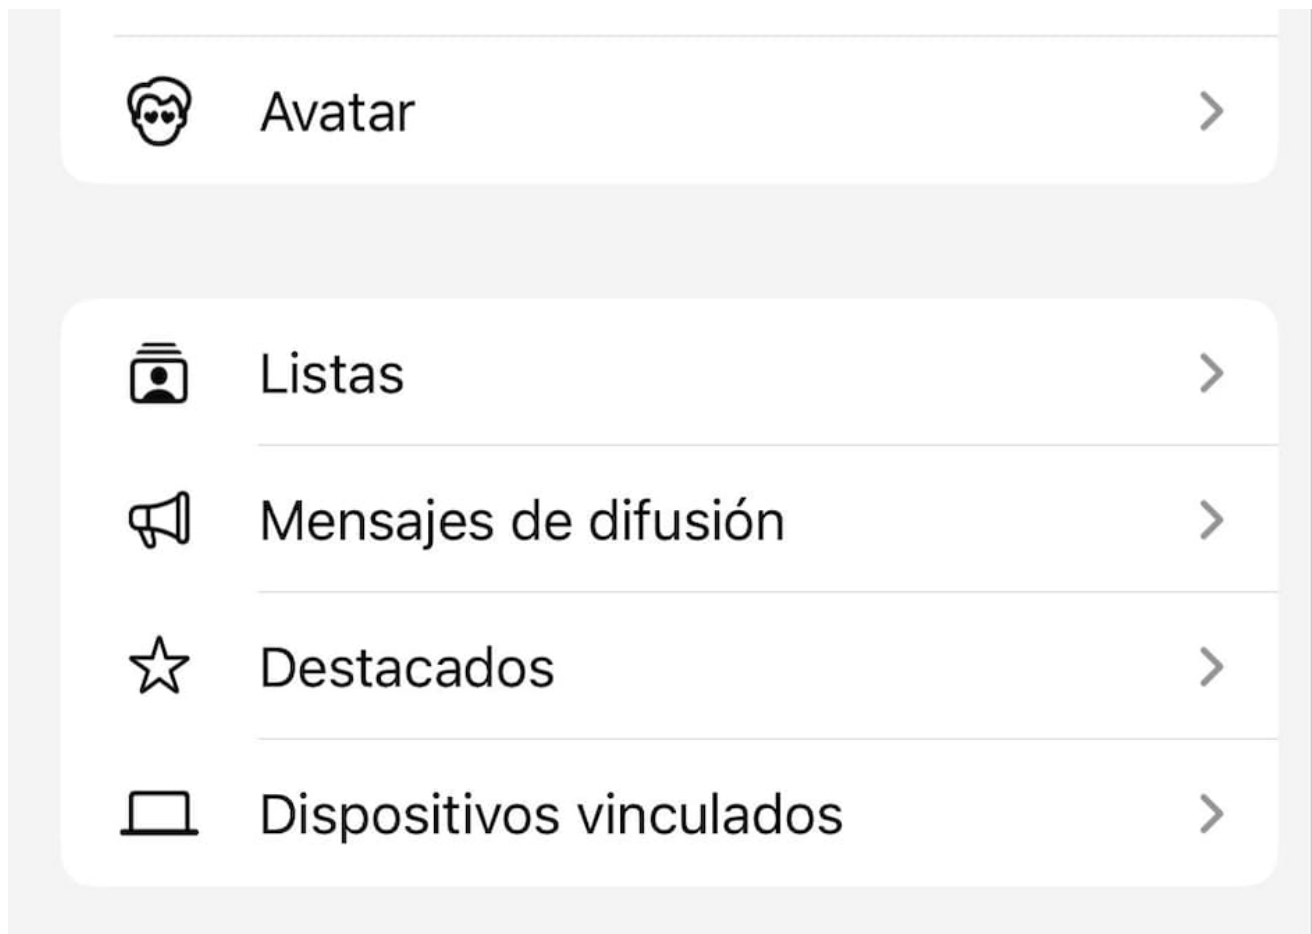 Avatar
Listas
Mensajes de difusión
Destacados
Dispositivos vinculados